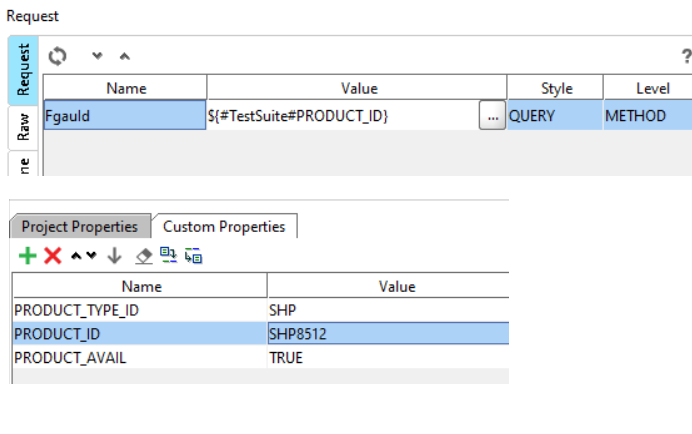 Request
Request
?
Name Value Style Level
FgauId ${#TestSuite#PRODUCT_ID} ... QUERY METHOD
Raw
ne
Project Properties Custom Properties
Name Value
PRODUCT_TYPE_ID SHP
PRODUCT_ID SHP8512
PRODUCT_AVAIL TRUE